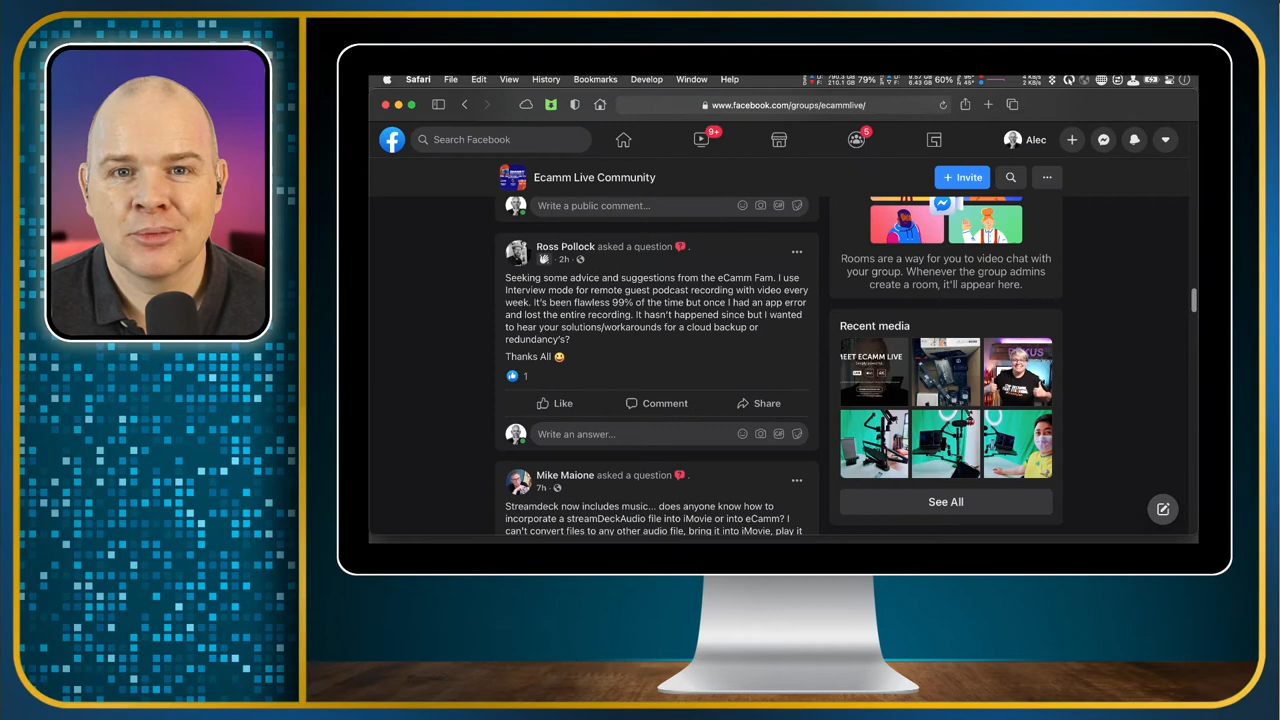 Safari File Edit View History Bookmarks Develop Window Help
79% 60%
www.facebook.com/groups/ecammlive/
Search Facebook
9+
5
Alec
Ecamm Live Community
+ Invite
Write a public comment...
Ross Pollock asked a question .
2h
Seeking some advice and suggestions from the eCamm Fam. I use
Interview mode for remote guest podcast recording with video every
week. It's been flawless 99% of the time but once I had an app error
and lost the entire recording. It hasn't happened since but I wanted
to hear your solutions/workarounds for a cloud backup or
redundancy's?
Thanks All 😃
1
Like Comment Share
Write an answer...
Mike Maione asked a question .
7h
Streamdeck now includes music... does anyone know how to
incorporate a streamDeckAudio file into iMovie or into eCamm? I
can't convert files to any other audio file, bring it into iMovie, play it
Rooms are a way for you to video chat with
your group. Whenever the group admins
create a room, it'll appear here.
Recent media
MEET ECAMM LIVE
See All